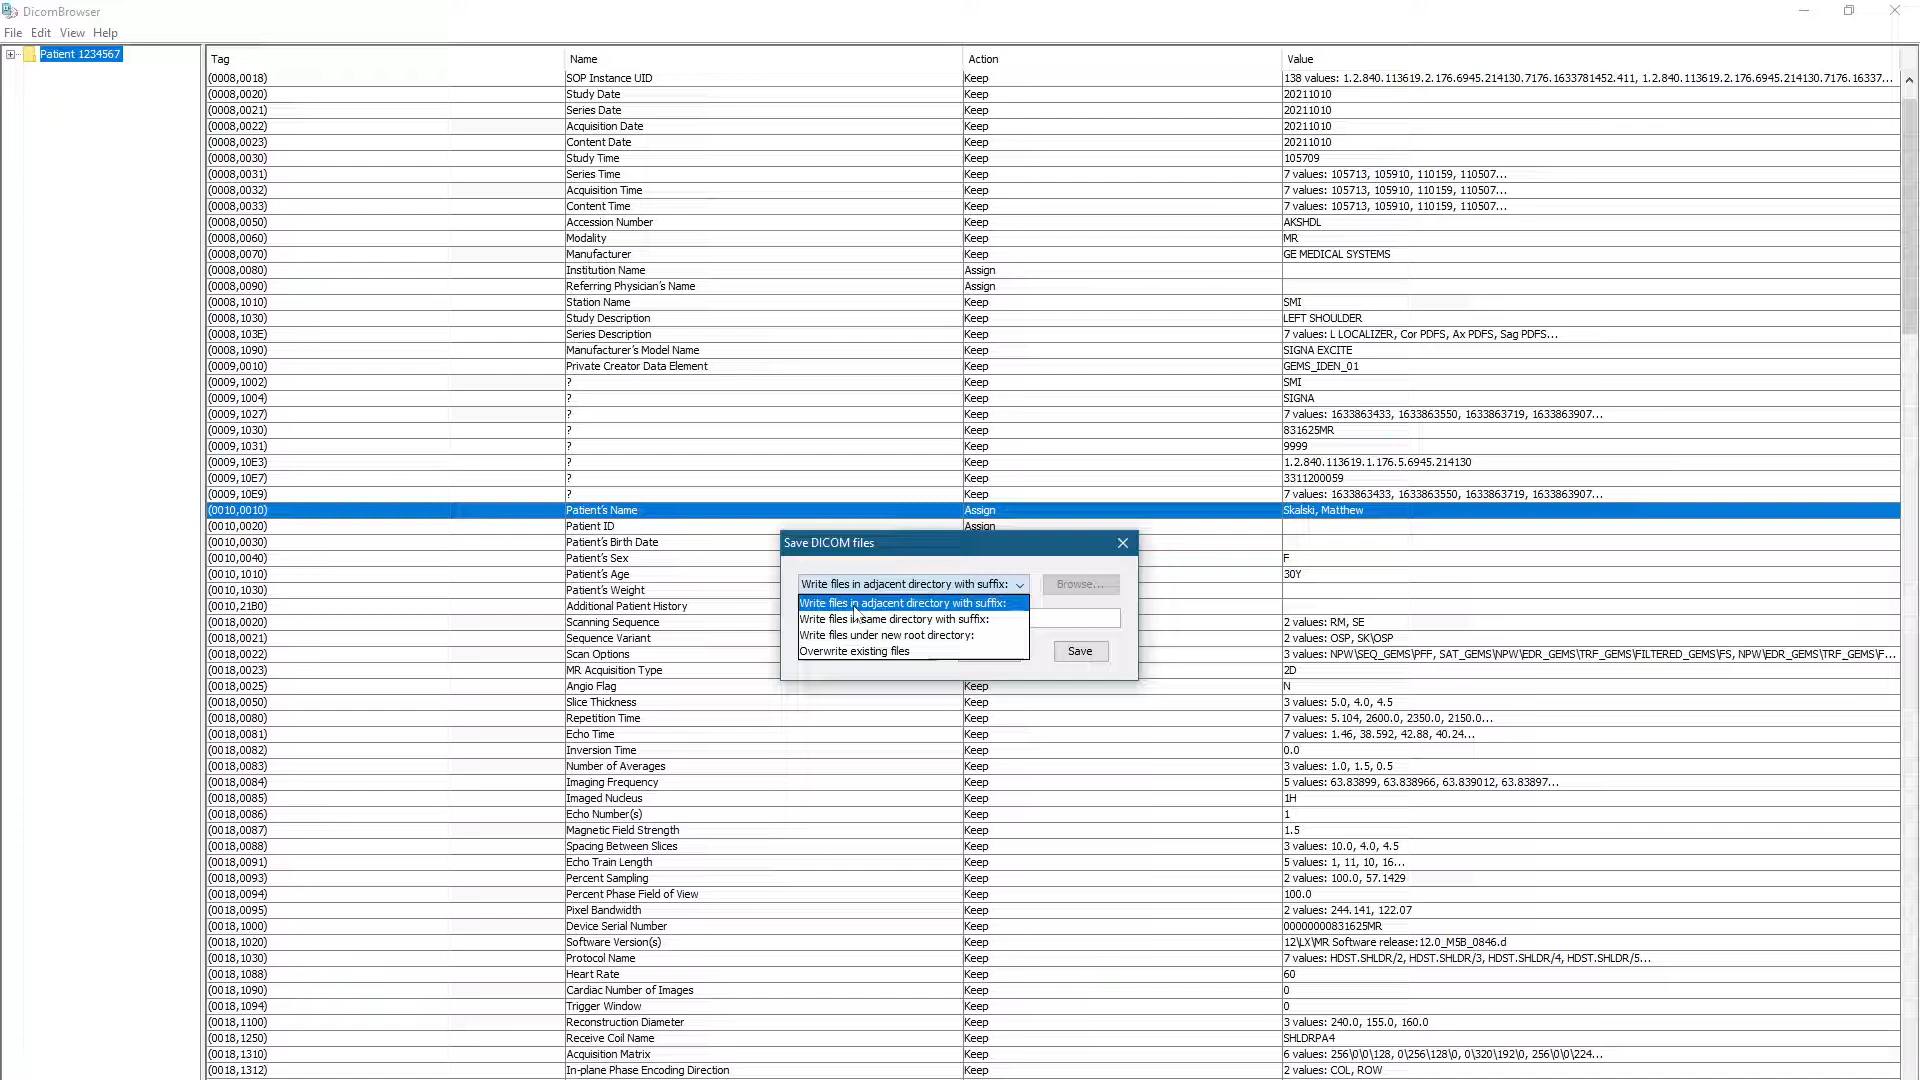 DicomBrowser
File Edit View Help
Patient 1234567
Tag Name Action Value
(0008,0018) SOP Instance UID Keep 138 values: 1.2.840.113619.2.176.6945.214130.7176.1633781452.411, 1.2.840.113619.2.176.6945.214130.7176.16337...
(0008,0020) Study Date Keep 20211010
(0008,0021) Series Date Keep 20211010
(0008,0022) Acquisition Date Keep 20211010
(0008,0023) Content Date Keep 20211010
(0008,0030) Study Time Keep 105709
(0008,0031) Series Time Keep 7 values: 105713, 105910, 110159, 110507...
(0008,0032) Acquisition Time Keep 7 values: 105713, 105910, 110159, 110507...
(0008,0033) Content Time Keep 7 values: 105713, 105910, 110159, 110507...
(0008,0050) Accession Number Keep AKSHDL
(0008,0060) Modality Keep MR
(0008,0070) Manufacturer Keep GE MEDICAL SYSTEMS
(0008,0080) Institution Name Assign
(0008,0090) Referring Physician's Name Assign
(0008,1010) Station Name Keep SMI
(0008,1030) Study Description Keep LEFT SHOULDER
(0008,103E) Series Description Keep 7 values: L LOCALIZER, Cor PDFS, Ax PDFS, Sag PDFS...
(0008,1090) Manufacturer's Model Name Keep SIGNA EXCITE
(0009,0010) Private Creator Data Element Keep GEMS_IDEN_01
(0009,1002) ? Keep SMI
(0009,1004) ? Keep SIGNA
(0009,1027) ? Keep 7 values: 1633863433, 1633863550, 1633863719, 1633863907...
(0009,1030) ? Keep 831625MR
(0009,1031) ? Keep 9999
(0009,10E3) ? Keep 1.2.840.113619.1.176.5.6945.214130
(0009,10E7) ? Keep 3311200059
(0009,10E9) ? Keep 7 values: 1633863433, 1633863550, 1633863719, 1633863907...
(0010,0010) Patient's Name Assign Skalski, Matthew
(0010,0020) Patient ID Assign
(0010,0030) Patient's Birth Date
(0010,0040) Patient's Sex F
(0010,1010) Patient's Age 30Y
(0010,1030) Patient's Weight
(0010,21B0) Additional Patient History
(0018,0020) Scanning Sequence 2 values: RM, SE
(0018,0021) Sequence Variant 2 values: OSP, SK\OSP
(0018,0022) Scan Options 3 values: NPW\SEQ_GEMS\PFF, SAT_GEMS\NPW\EDR_GEMS\TRF_GEMS\FILTERED_GEMS\FS, NPW\EDR_GEMS\TRF_GEMS\F...
(0018,0023) MR Acquisition Type 2D
(0018,0025) Angio Flag Keep N
(0018,0050) Slice Thickness Keep 3 values: 5.0, 4.0, 4.5
(0018,0080) Repetition Time Keep 7 values: 5.104, 2600.0, 2350.0, 2150.0...
(0018,0081) Echo Time Keep 7 values: 1.46, 38.592, 42.88, 40.24...
(0018,0082) Inversion Time Keep 0.0
(0018,0083) Number of Averages Keep 3 values: 1.0, 1.5, 0.5
(0018,0084) Imaging Frequency Keep 5 values: 63.83899, 63.838966, 63.839012, 63.83897...
(0018,0085) Imaged Nucleus Keep 1H
(0018,0086) Echo Number(s) Keep 1
(0018,0087) Magnetic Field Strength Keep 1.5
(0018,0088) Spacing Between Slices Keep 3 values: 10.0, 4.0, 4.5
(0018,0091) Echo Train Length Keep 5 values: 1, 11, 10, 16...
(0018,0093) Percent Sampling Keep 2 values: 100.0, 57.1429
(0018,0094) Percent Phase Field of View Keep 100.0
(0018,0095) Pixel Bandwidth Keep 2 values: 244.141, 122.07
(0018,1000) Device Serial Number Keep 00000000831625MR
(0018,1020) Software Version(s) Keep 12\LX\MR Software release:12.0_M5B_0846.d
(0018,1030) Protocol Name Keep 7 values: HDST.SHLDR/2, HDST.SHLDR/3, HDST.SHLDR/4, HDST.SHLDR/5...
(0018,1088) Heart Rate Keep 60
(0018,1090) Cardiac Number of Images Keep 0
(0018,1094) Trigger Window Keep 0
(0018,1100) Reconstruction Diameter Keep 3 values: 240.0, 155.0, 160.0
(0018,1250) Receive Coil Name Keep SHLDRPA4
(0018,1310) Acquisition Matrix Keep 6 values: 256\0\0\128, 0\256\128\0, 0\320\192\0, 256\0\0\224...
(0018,1312) In-plane Phase Encoding Direction Keep 2 values: COL, ROW
Save DICOM files
Write files in adjacent directory with suffix: Browse...
Write files in adjacent directory with suffix:
Write files in same directory with suffix:
Write files under new root directory:
Overwrite existing files
Save